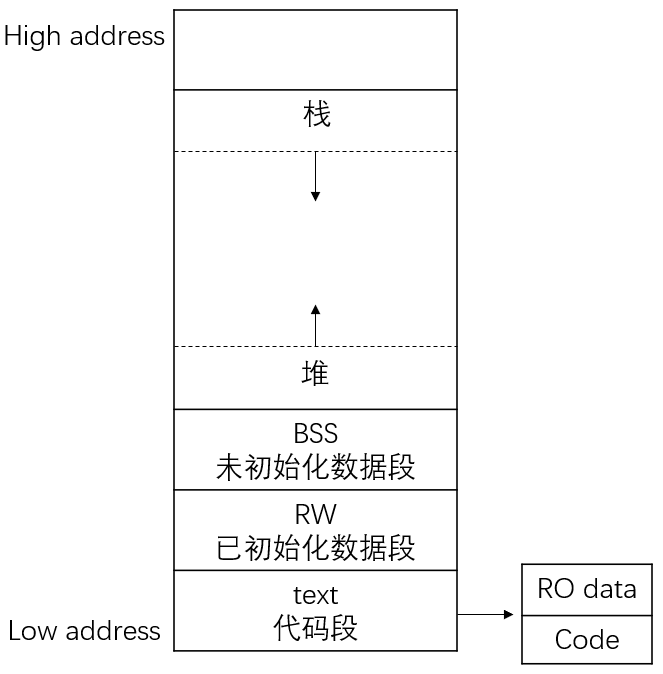 High address
栈
堆
BSS
未初始化数据段
RW
已初始化数据段
text
代码段
Low address
RO data
Code